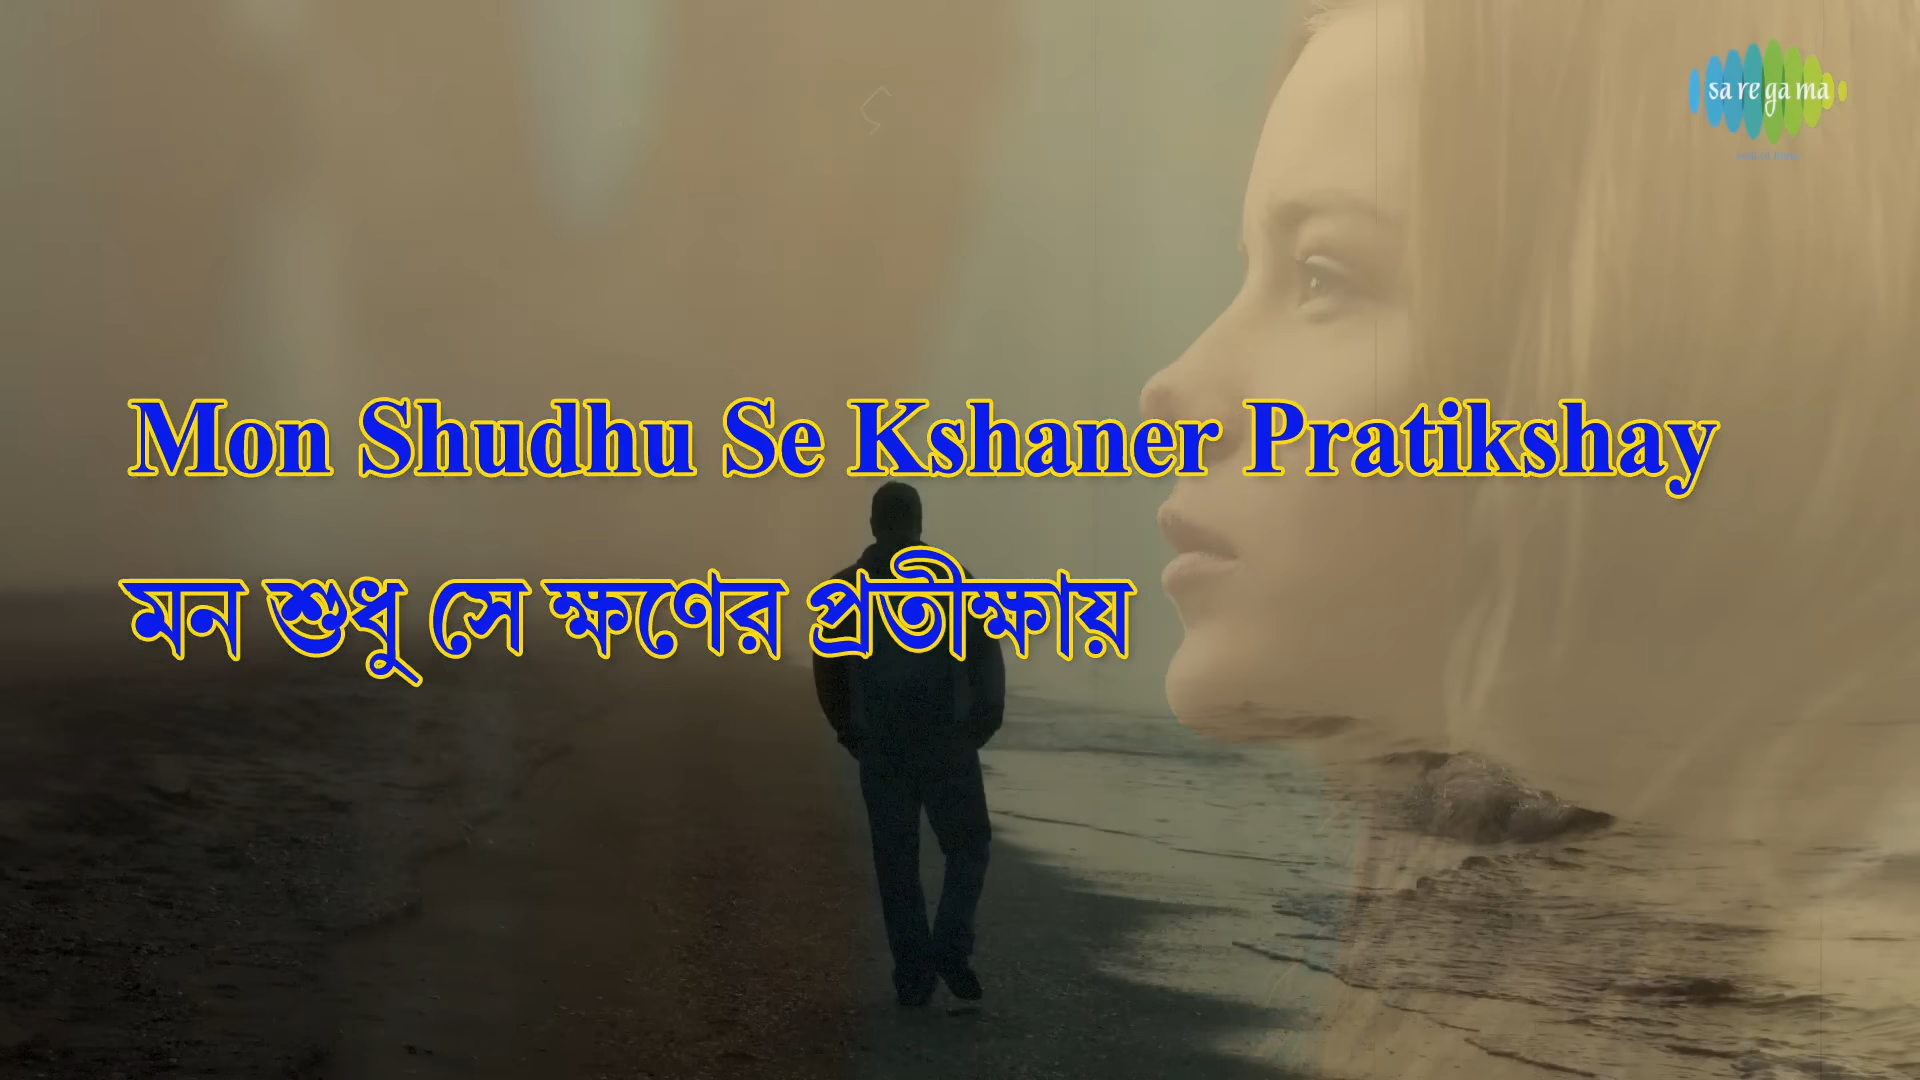 sa re ga ma
Mon Shudhu Se Kshaner Pratikshay
মন শুধু সে ক্ষণের প্রতীক্ষায়